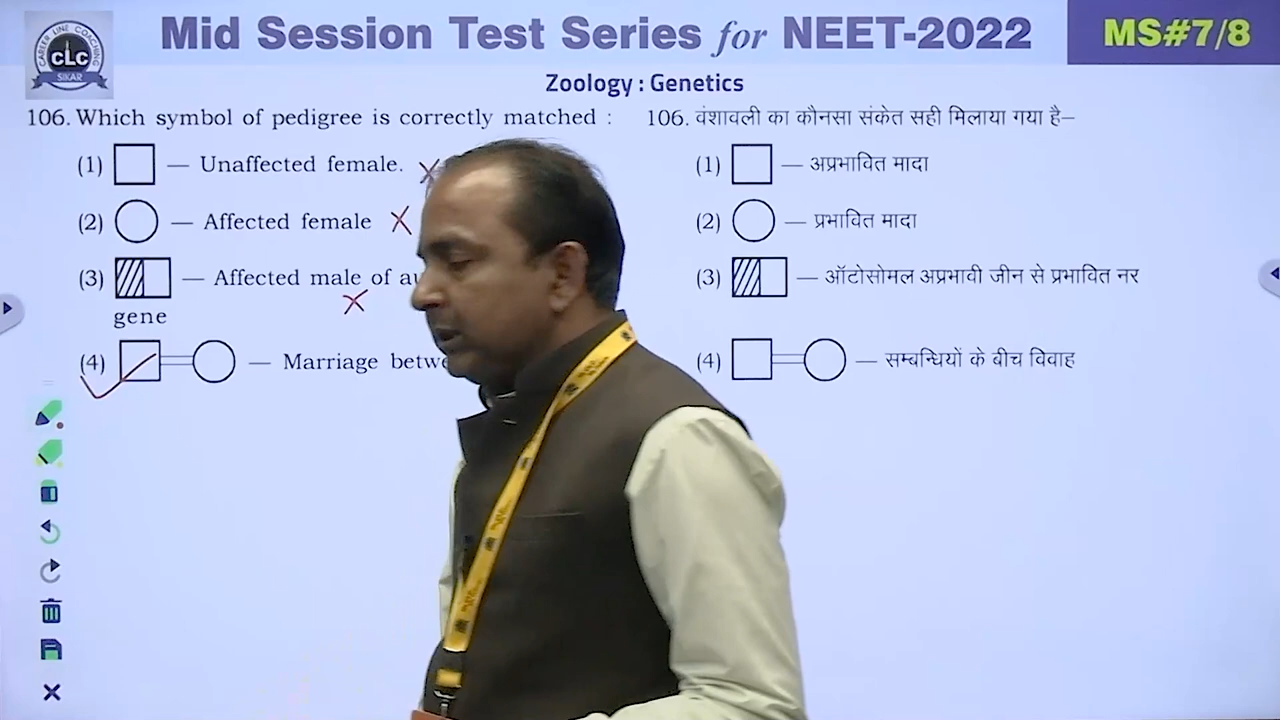 CAREER LINE COACHING
CLC
SIKAR
Mid Session Test Series for NEET-2022
MS#7/8
Zoology : Genetics
106. Which symbol of pedigree is correctly matched :
(1) — Unaffected female.
(2) — Affected female
(3) — Affected male of
gene
(4) — Marriage
106. वंशावली का कौनसा संकेत सही मिलाया गया है–
(1) — अप्रभावित मादा
(2) — प्रभावित मादा
(3) — ऑटोसोमल अप्रभावी जीन से प्रभावित नर
(4) — सम्बन्धियों के बीच विवाह